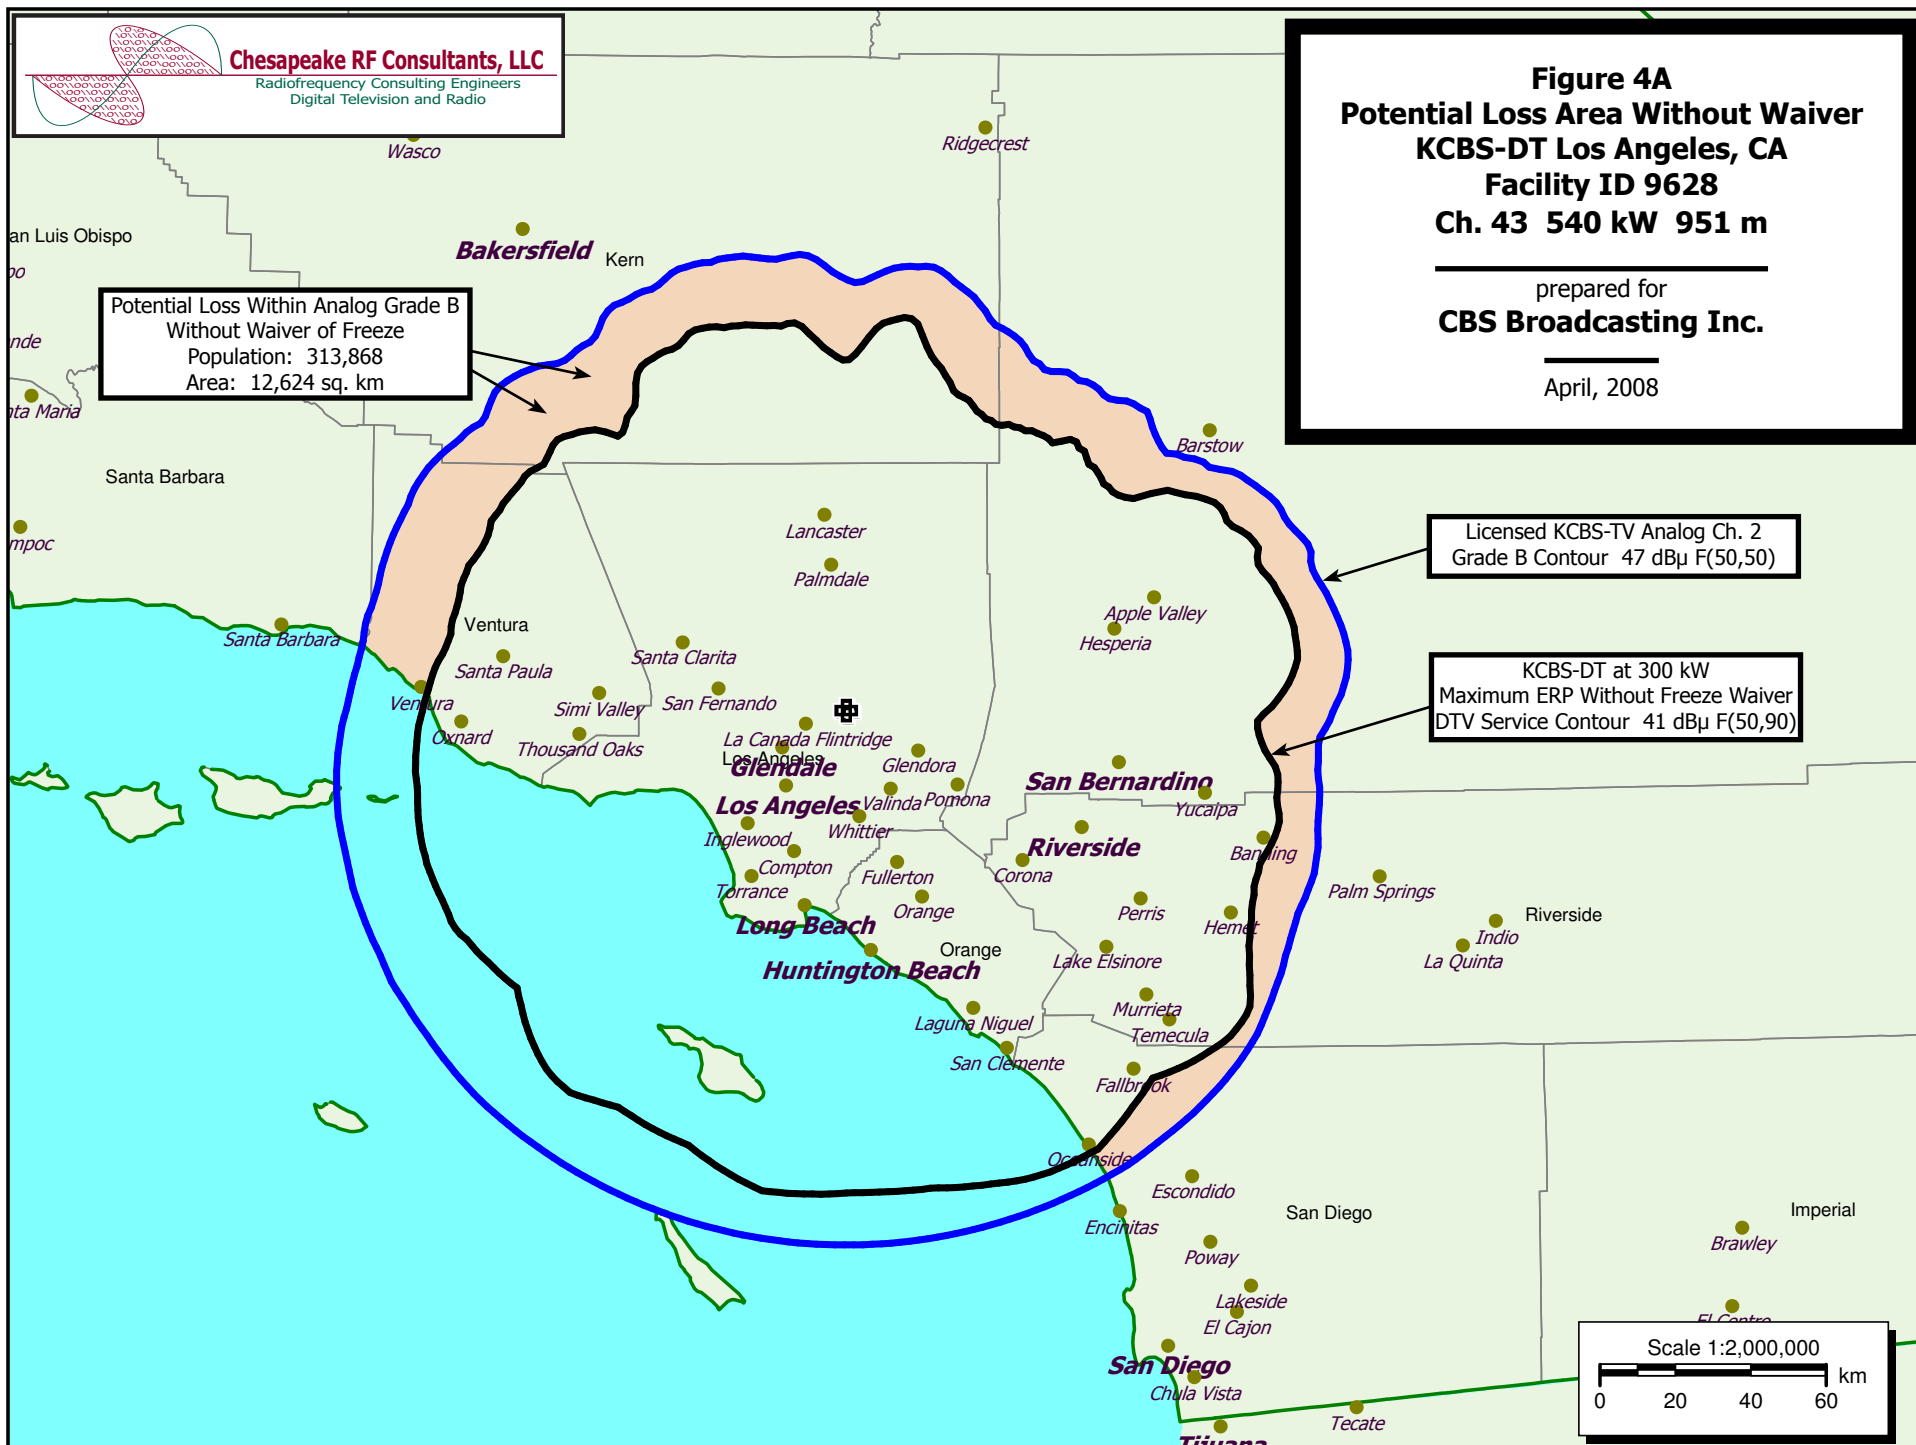 Chesapeake RF Consultants, LLC
Radiofrequency Consulting Engineers
Digital Television and Radio
Figure 4A
Potential Loss Area Without Waiver
KCBS-DT Los Angeles, CA
Facility ID 9628
Ch. 43 540 kW 951 m
prepared for
CBS Broadcasting Inc.
April, 2008
Wasco
Ridgecrest
an Luis Obispo
Bakersfield
Kern
po
Potential Loss Within Analog Grade B
Without Waiver of Freeze
Population: 313,868
Area: 12,624 sq. km
nde
nta Maria
Barstow
Santa Barbara
Lancaster
mpoc
Licensed KCBS-TV Analog Ch. 2
Grade B Contour 47 dBµ F(50,50)
Palmdale
Apple Valley
Hesperia
Santa Barbara
Ventura
Santa Clarita
Santa Paula
KCBS-DT at 300 kW
Maximum ERP Without Freeze Waiver
DTV Service Contour 41 dBµ F(50,90)
Ventura
Simi Valley
San Fernando
Oxnard
Thousand Oaks
La Canada Flintridge
Los Angeles
Glendale
Glendora
San Bernardino
Los Angeles
Valinda
Pomona
Yucaipa
Inglewood
Whittier
Riverside
Banning
Compton
Fullerton
Corona
Torrance
Orange
Perris
Palm Springs
Riverside
Long Beach
Hemet
Indio
Orange
Lake Elsinore
La Quinta
Huntington Beach
Murrieta
Laguna Niguel
Temecula
San Clemente
Fallbrook
Oceanside
Escondido
Encinitas
San Diego
Imperial
Poway
Brawley
Lakeside
El Cajon
El Centro
San Diego
Chula Vista
Tecate
Tijuana
Scale 1:2,000,000
km
0 20 40 60